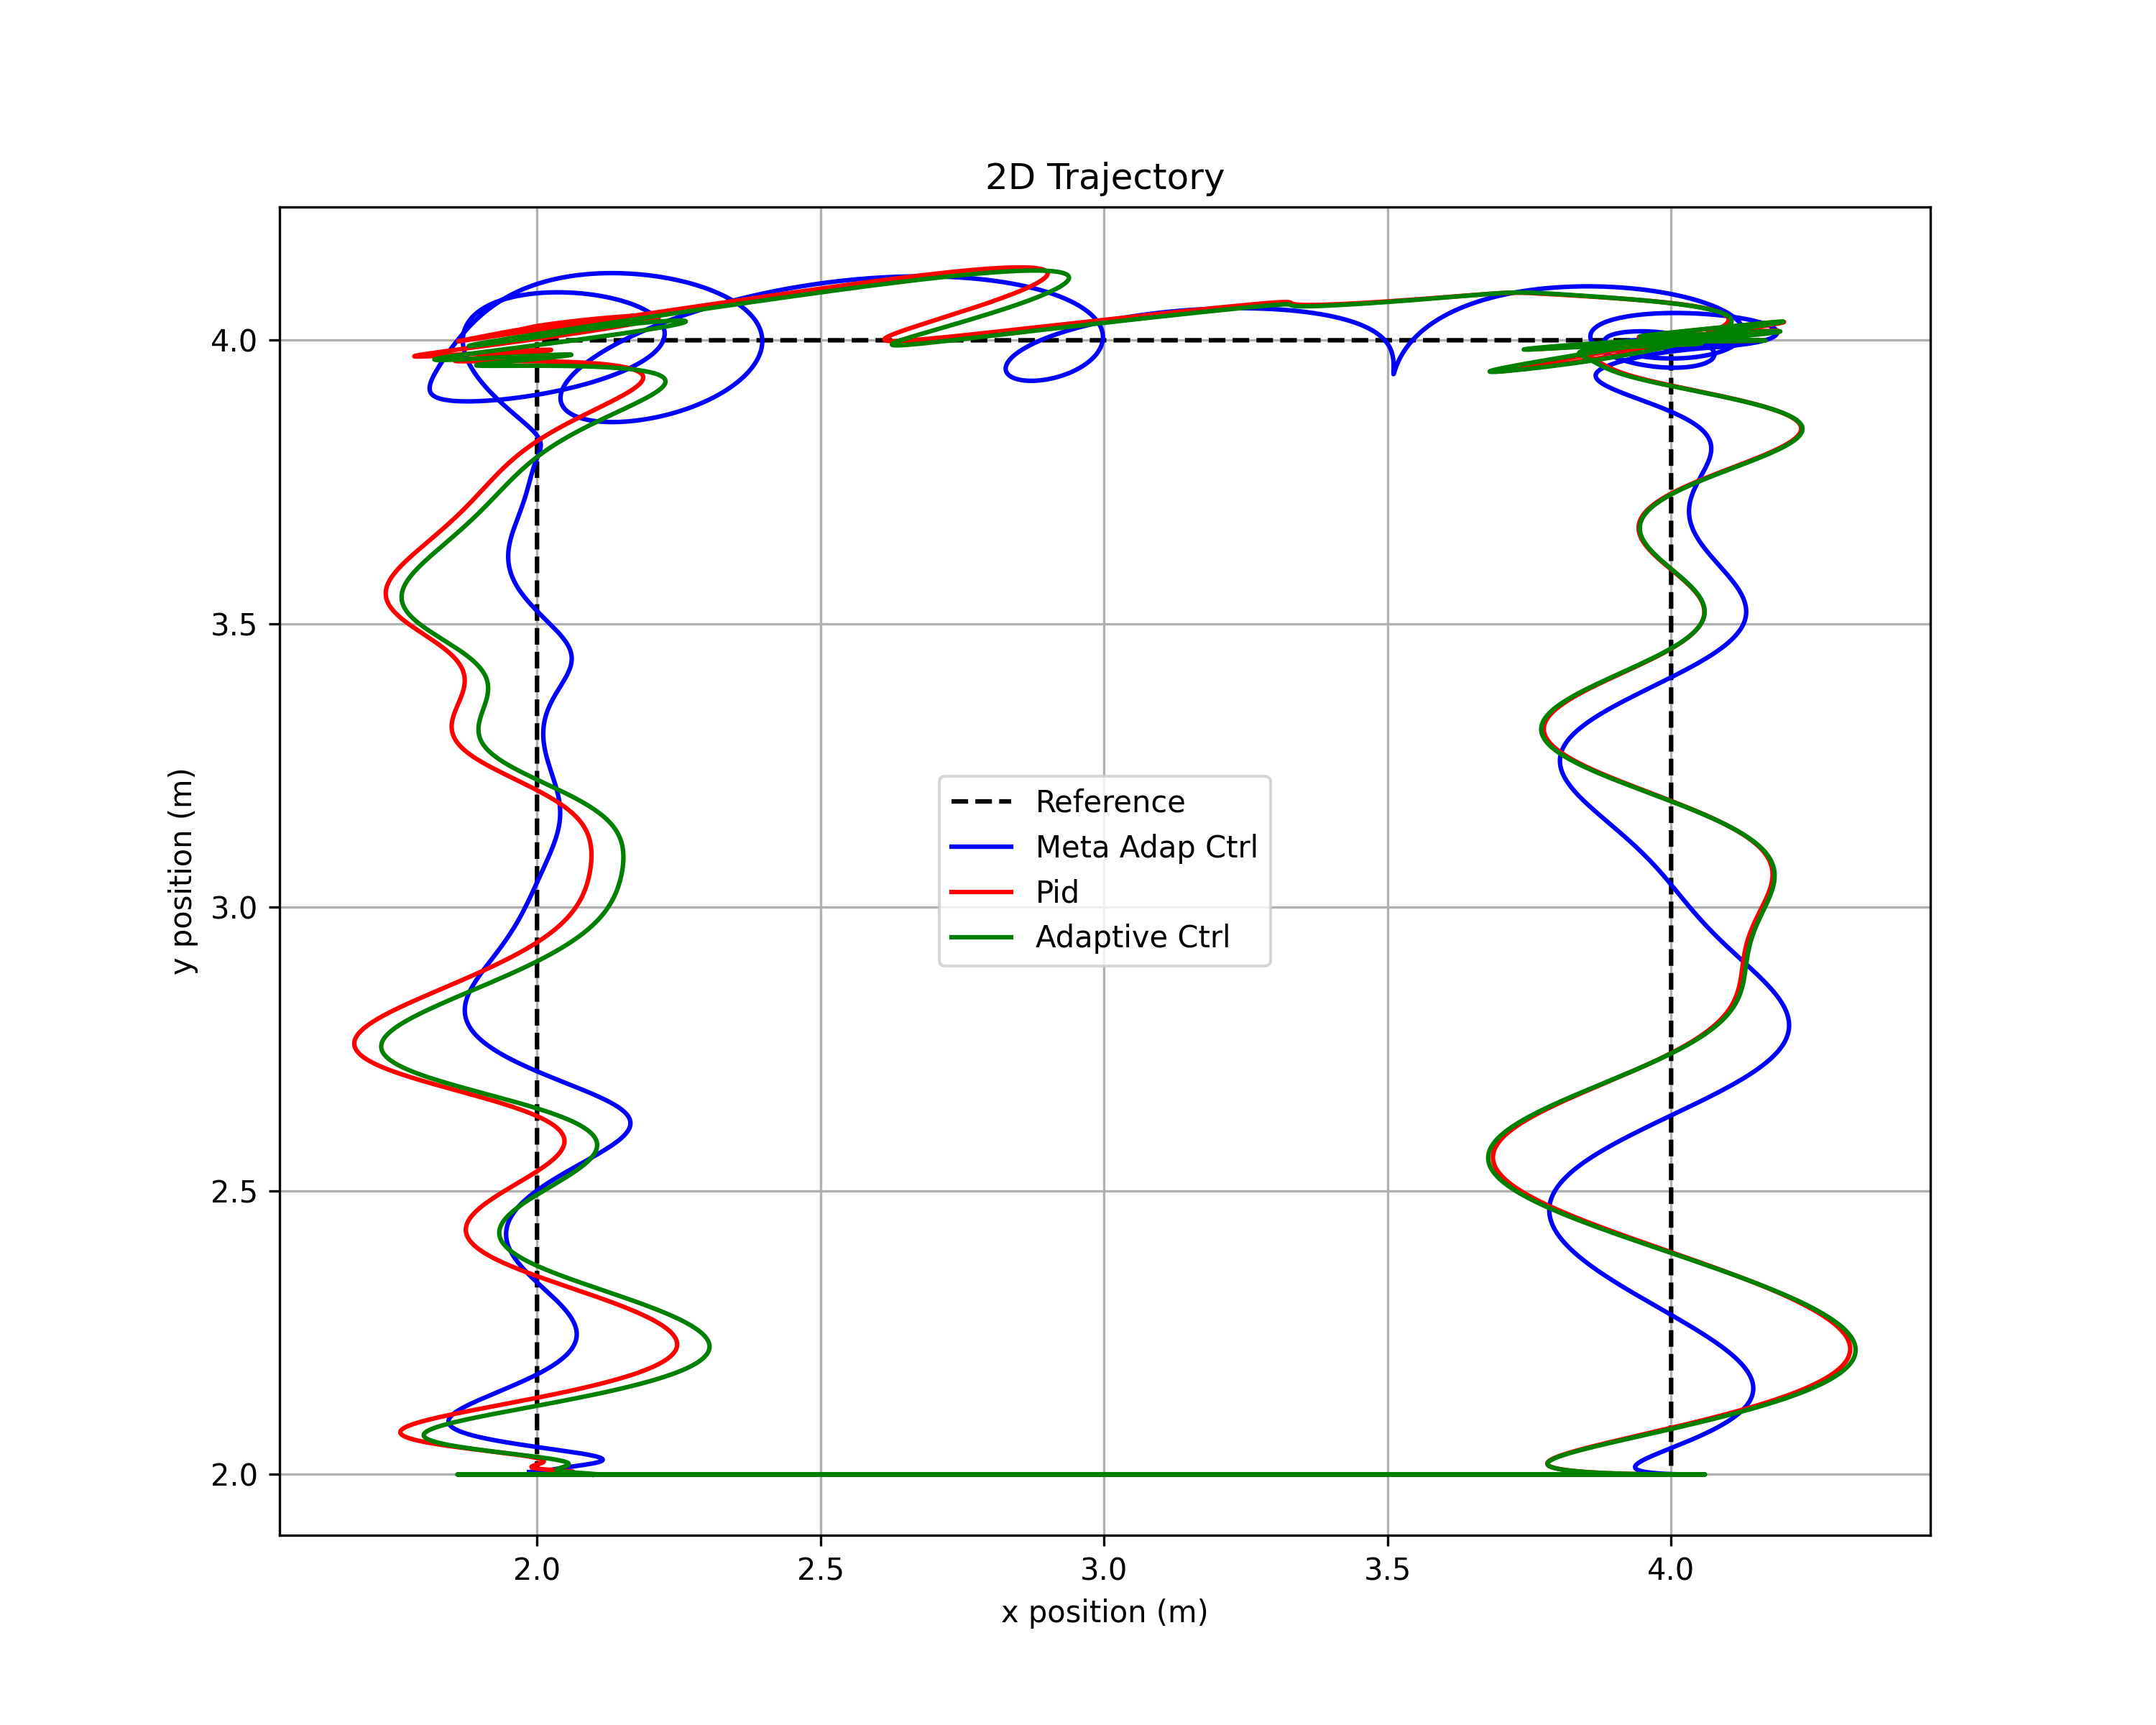 2D Trajectory
4.0
3.5
3.0
2.5
2.0
y position (m)
Reference
Meta Adap Ctrl
Pid
Adaptive Ctrl
2.0 2.5 3.0 3.5 4.0
x position (m)